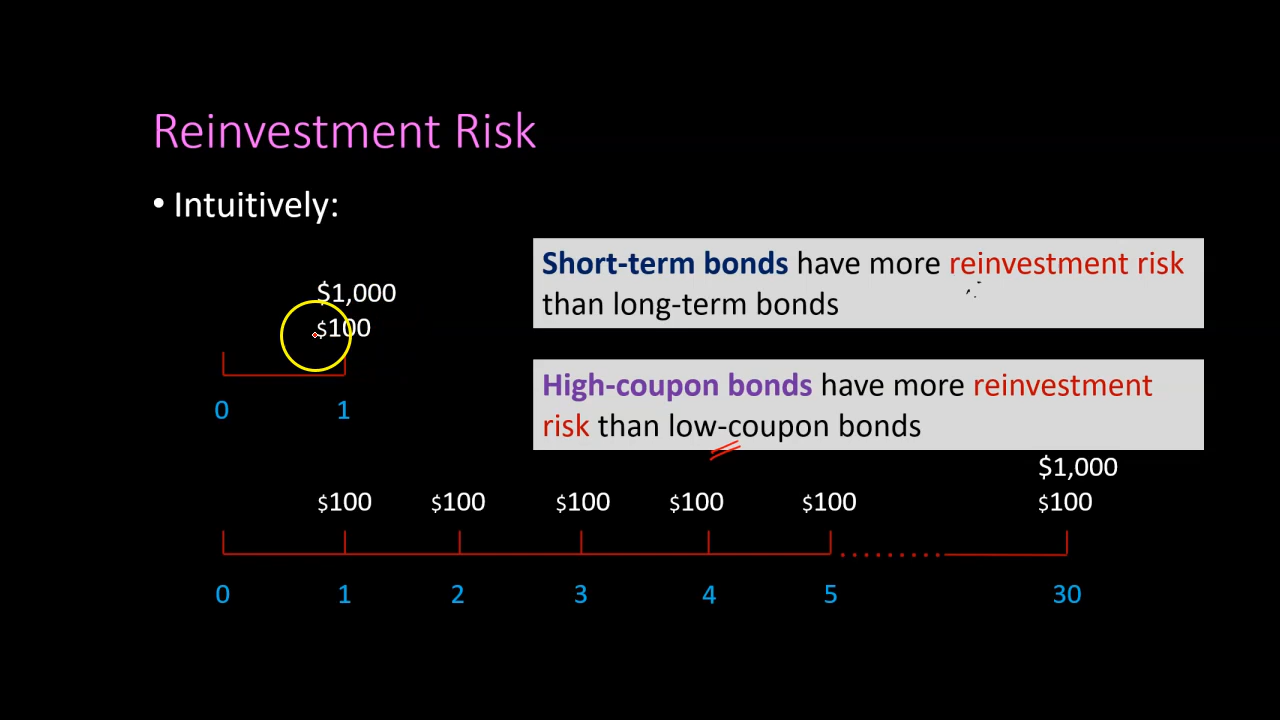 Reinvestment Risk
• Intuitively:
Short-term bonds have more reinvestment risk
than long-term bonds
$1,000
$100
0 1
High-coupon bonds have more reinvestment
risk than low-coupon bonds
$1,000
$100 $100 $100 $100 $100 $100
0 1 2 3 4 5 30